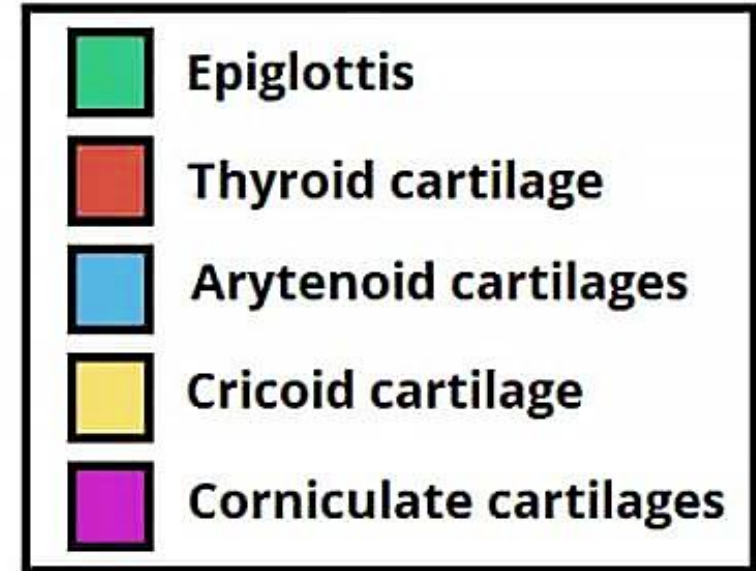 Epiglottis
Thyroid cartilage
Arytenoid cartilages
Cricoid cartilage
Corniculate cartilages